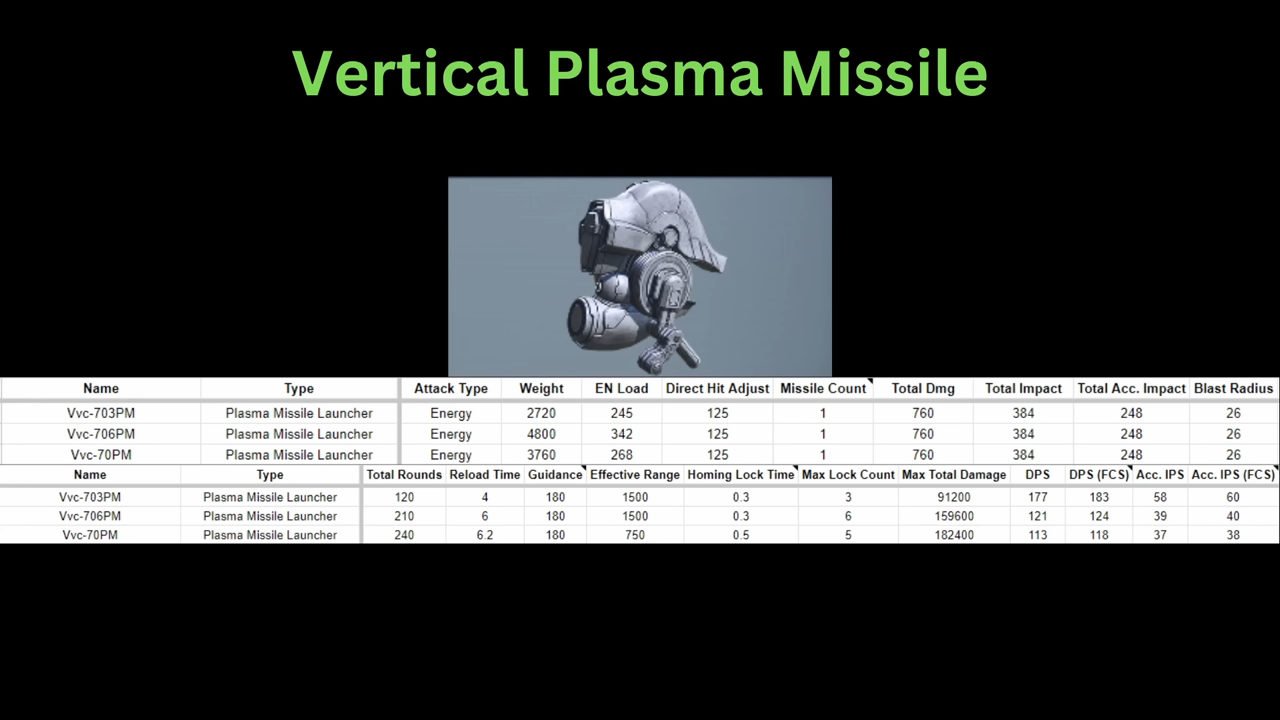 Vertical Plasma Missile
Name Type Attack Type Weight EN Load Direct Hit Adjust Missile Count Total Dmg Total Impact Total Acc. Impact Blast Radius
Vvc-703PM Plasma Missile Launcher Energy 2720 245 125 1 760 384 248 26
Vvc-706PM Plasma Missile Launcher Energy 4800 342 125 1 760 384 248 26
Vvc-70PM Plasma Missile Launcher Energy 3760 268 125 1 760 384 248 26
Name Type Total Rounds Reload Time Guidance Effective Range Homing Lock Time Max Lock Count Max Total Damage DPS DPS (FCS) Acc. IPS Acc. IPS (FCS)
Vvc-703PM Plasma Missile Launcher 120 4 180 1500 0.3 3 91200 177 183 58 60
Vvc-706PM Plasma Missile Launcher 210 6 180 1500 0.3 6 159600 121 124 39 40
Vvc-70PM Plasma Missile Launcher 240 6.2 180 750 0.5 5 182400 113 118 37 38